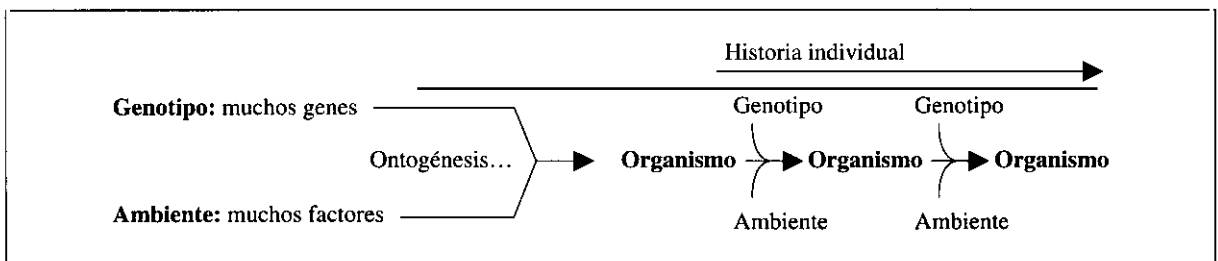 Historia individual
Genotipo: muchos genes
Genotipo
Genotipo
Ontogénesis...
Organismo
Organismo
Organismo
Ambiente: muchos factores
Ambiente
Ambiente